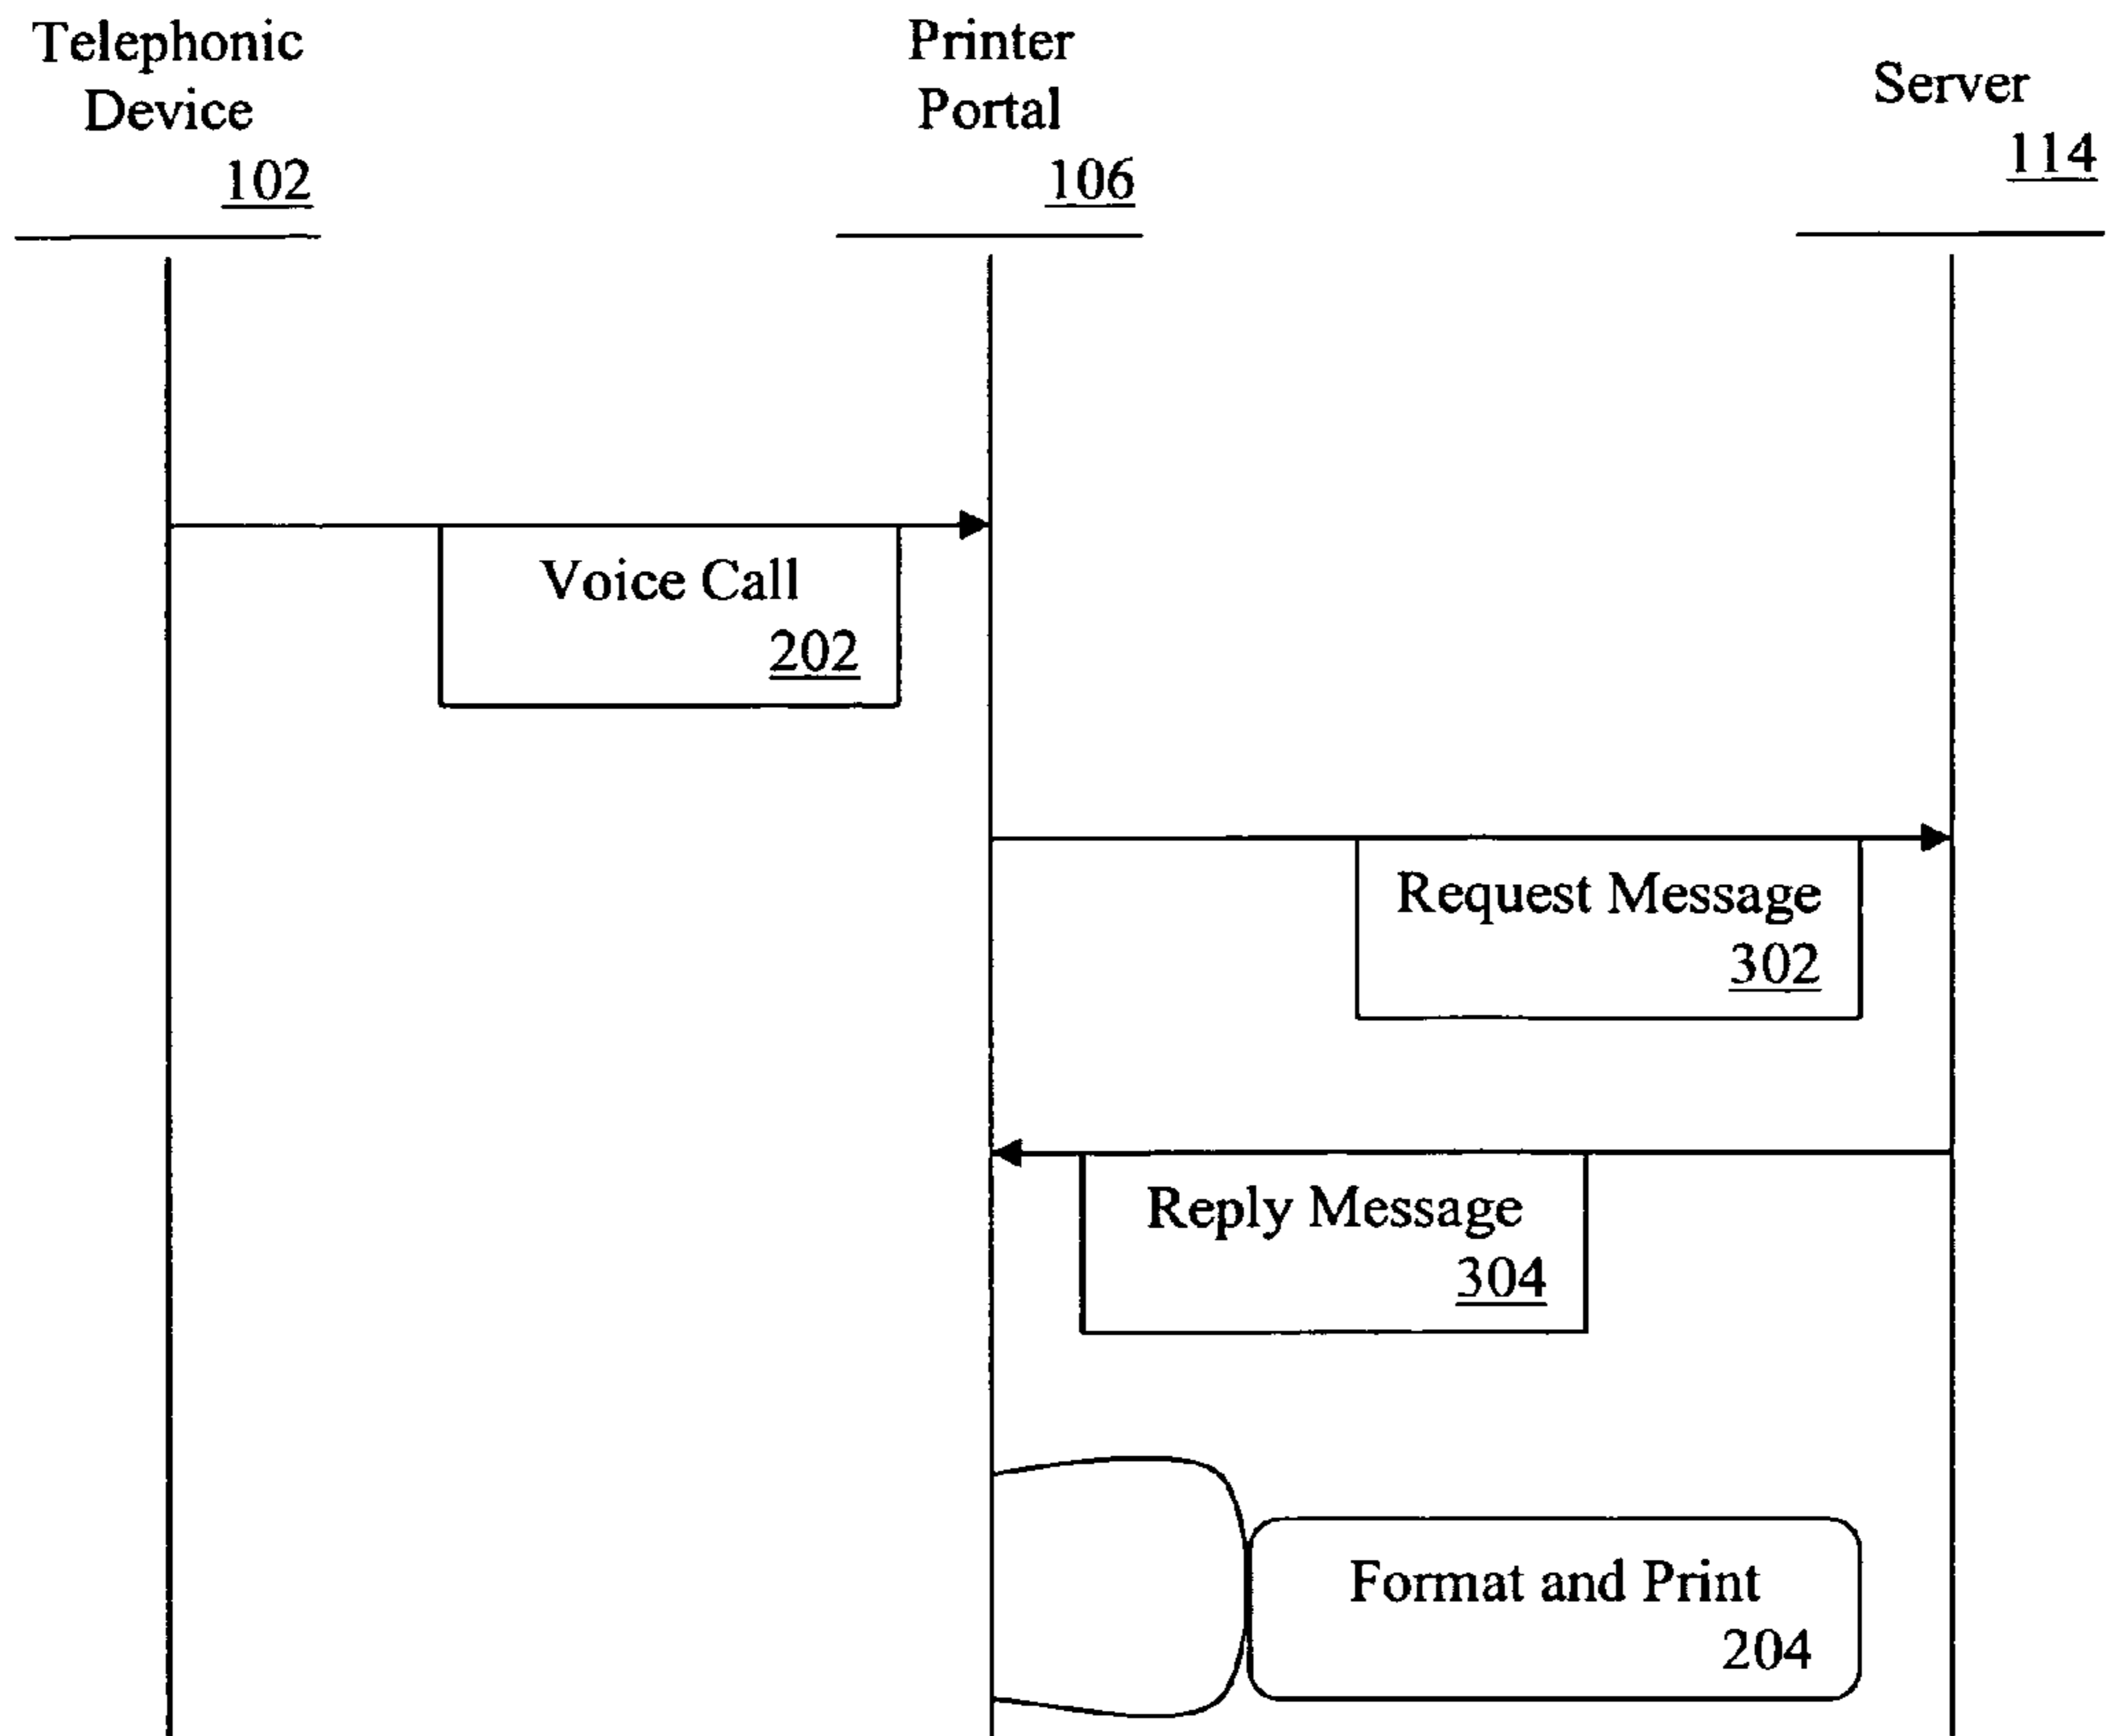 Telephonic
Device
102
Printer
Portal
106
Server
114
Voice Call
202
Request Message
302
Reply Message
304
Format and Print
204